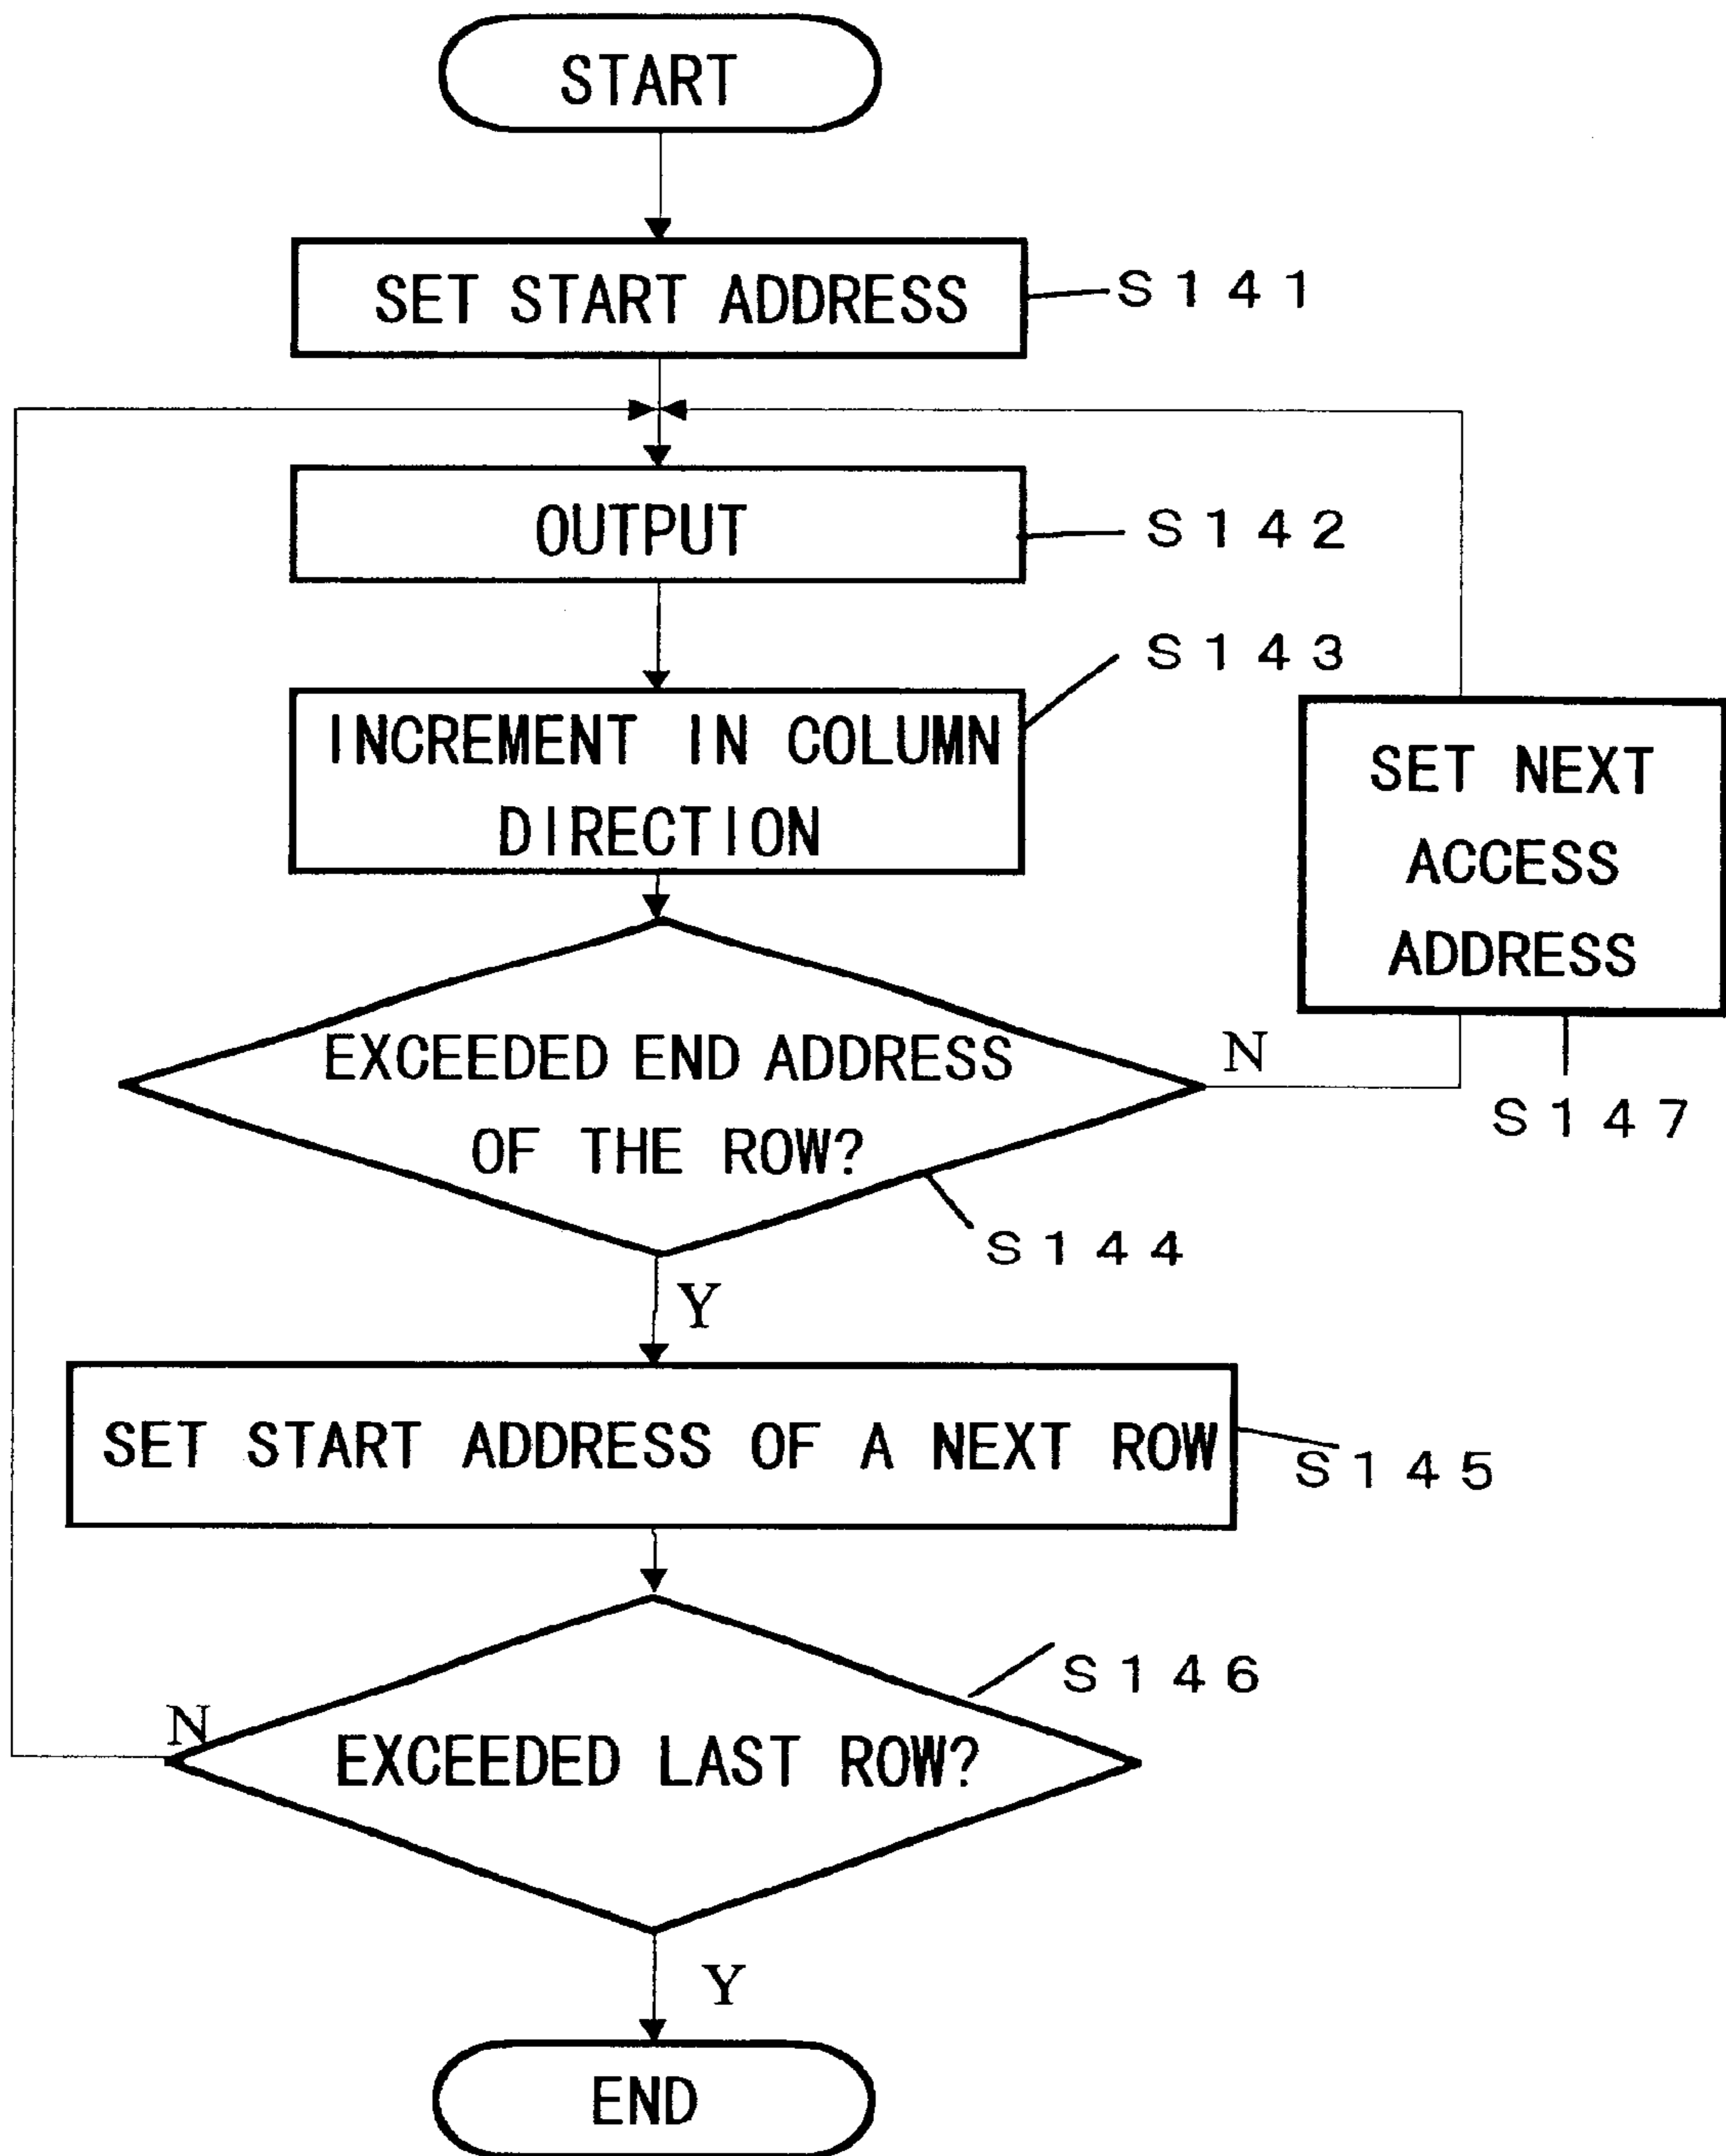 START
SET START ADDRESS
S141
OUTPUT
S142
S143
INCREMENT IN COLUMN
DIRECTION
SET NEXT
ACCESS
ADDRESS
S147
EXCEEDED END ADDRESS
OF THE ROW?
N
S144
Y
SET START ADDRESS OF A NEXT ROW
S145
S146
N
EXCEEDED LAST ROW?
Y
END